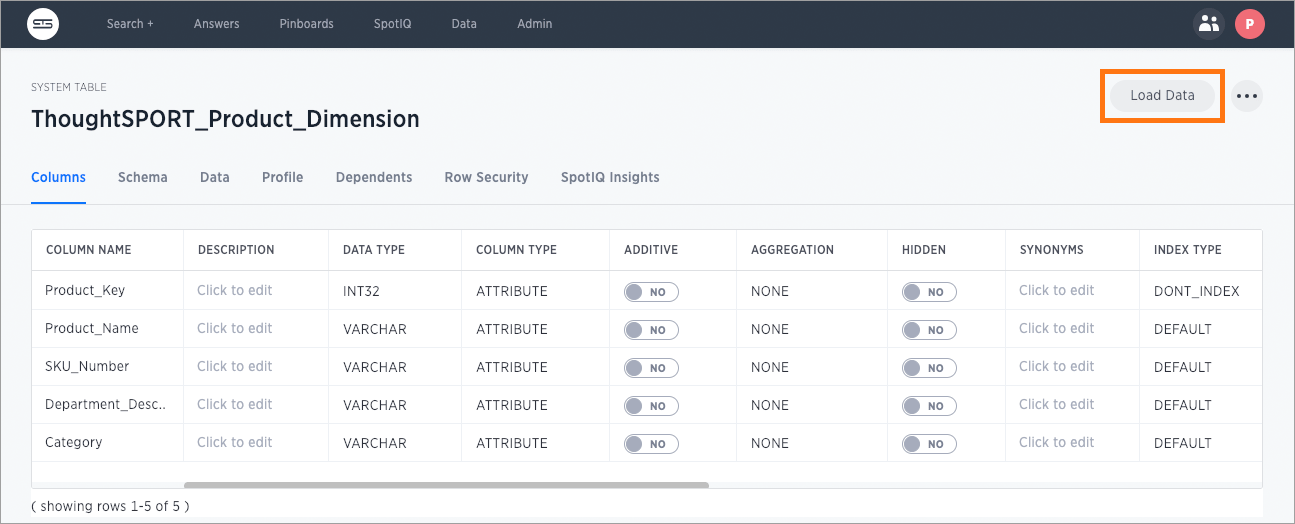 Search + Answers Pinboards SpotIQ Data Admin P
SYSTEM TABLE
ThoughtSPORT_Product_Dimension
Load Data
Columns Schema Data Profile Dependents Row Security SpotIQ Insights
COLUMN NAME DESCRIPTION DATA TYPE COLUMN TYPE ADDITIVE AGGREGATION HIDDEN SYNONYMS INDEX TYPE
Product_Key Click to edit INT32 ATTRIBUTE NO NONE NO Click to edit DONT_INDEX
Product_Name Click to edit VARCHAR ATTRIBUTE NO NONE NO Click to edit DEFAULT
SKU_Number Click to edit VARCHAR ATTRIBUTE NO NONE NO Click to edit DEFAULT
Department_Desc.. Click to edit VARCHAR ATTRIBUTE NO NONE NO Click to edit DEFAULT
Category Click to edit VARCHAR ATTRIBUTE NO NONE NO Click to edit DEFAULT
( showing rows 1-5 of 5 )